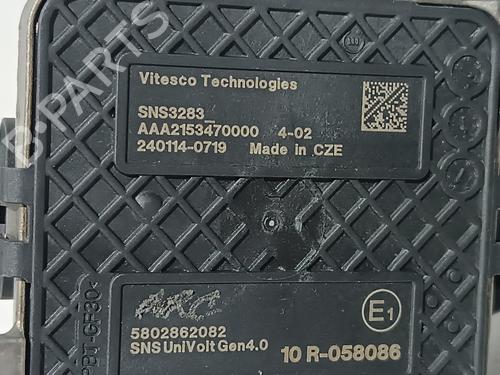 B-PARTS
Vitesco Technologies
SNS3283_
AAA2153470000 4-02
240114-0719 Made in CZE
5802862082
SNS UniVolt Gen4.0
E1
10 R-058086